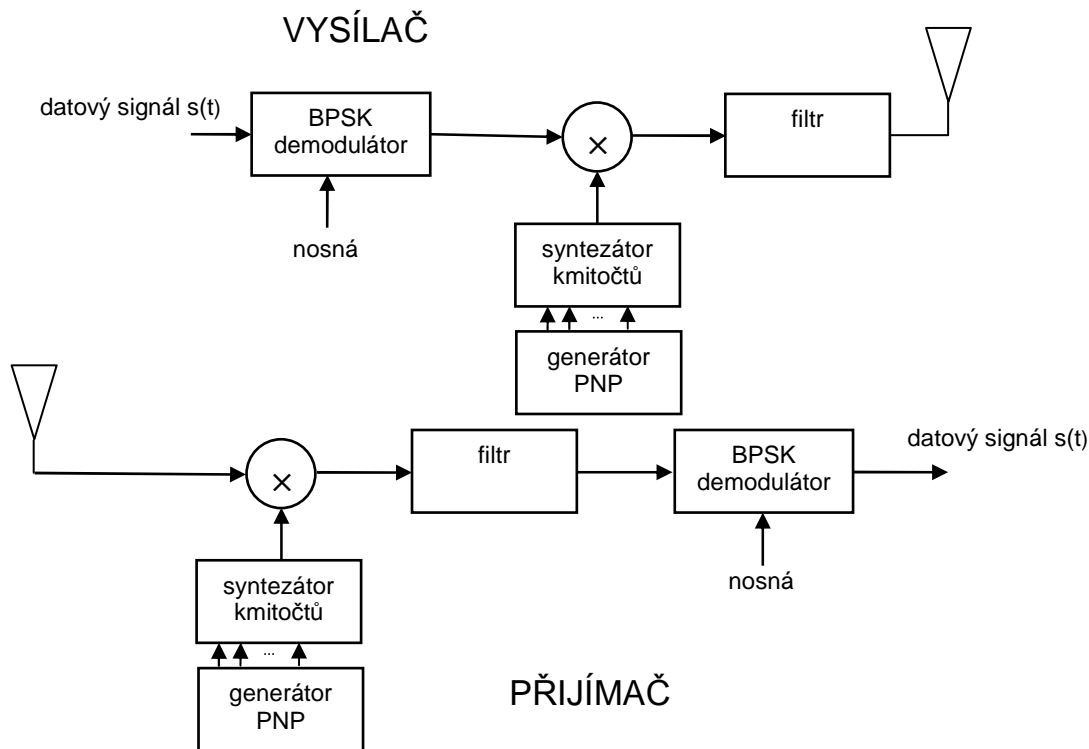 VYSÍLAČ
datový signál s(t)
BPSK
demodulátor
×
filtr
nosná
syntezátor
kmitočtů
...
generátor
PNP
×
filtr
BPSK
demodulátor
datový signál s(t)
syntezátor
kmitočtů
nosná
...
generátor
PNP
PŘIJÍMAČ